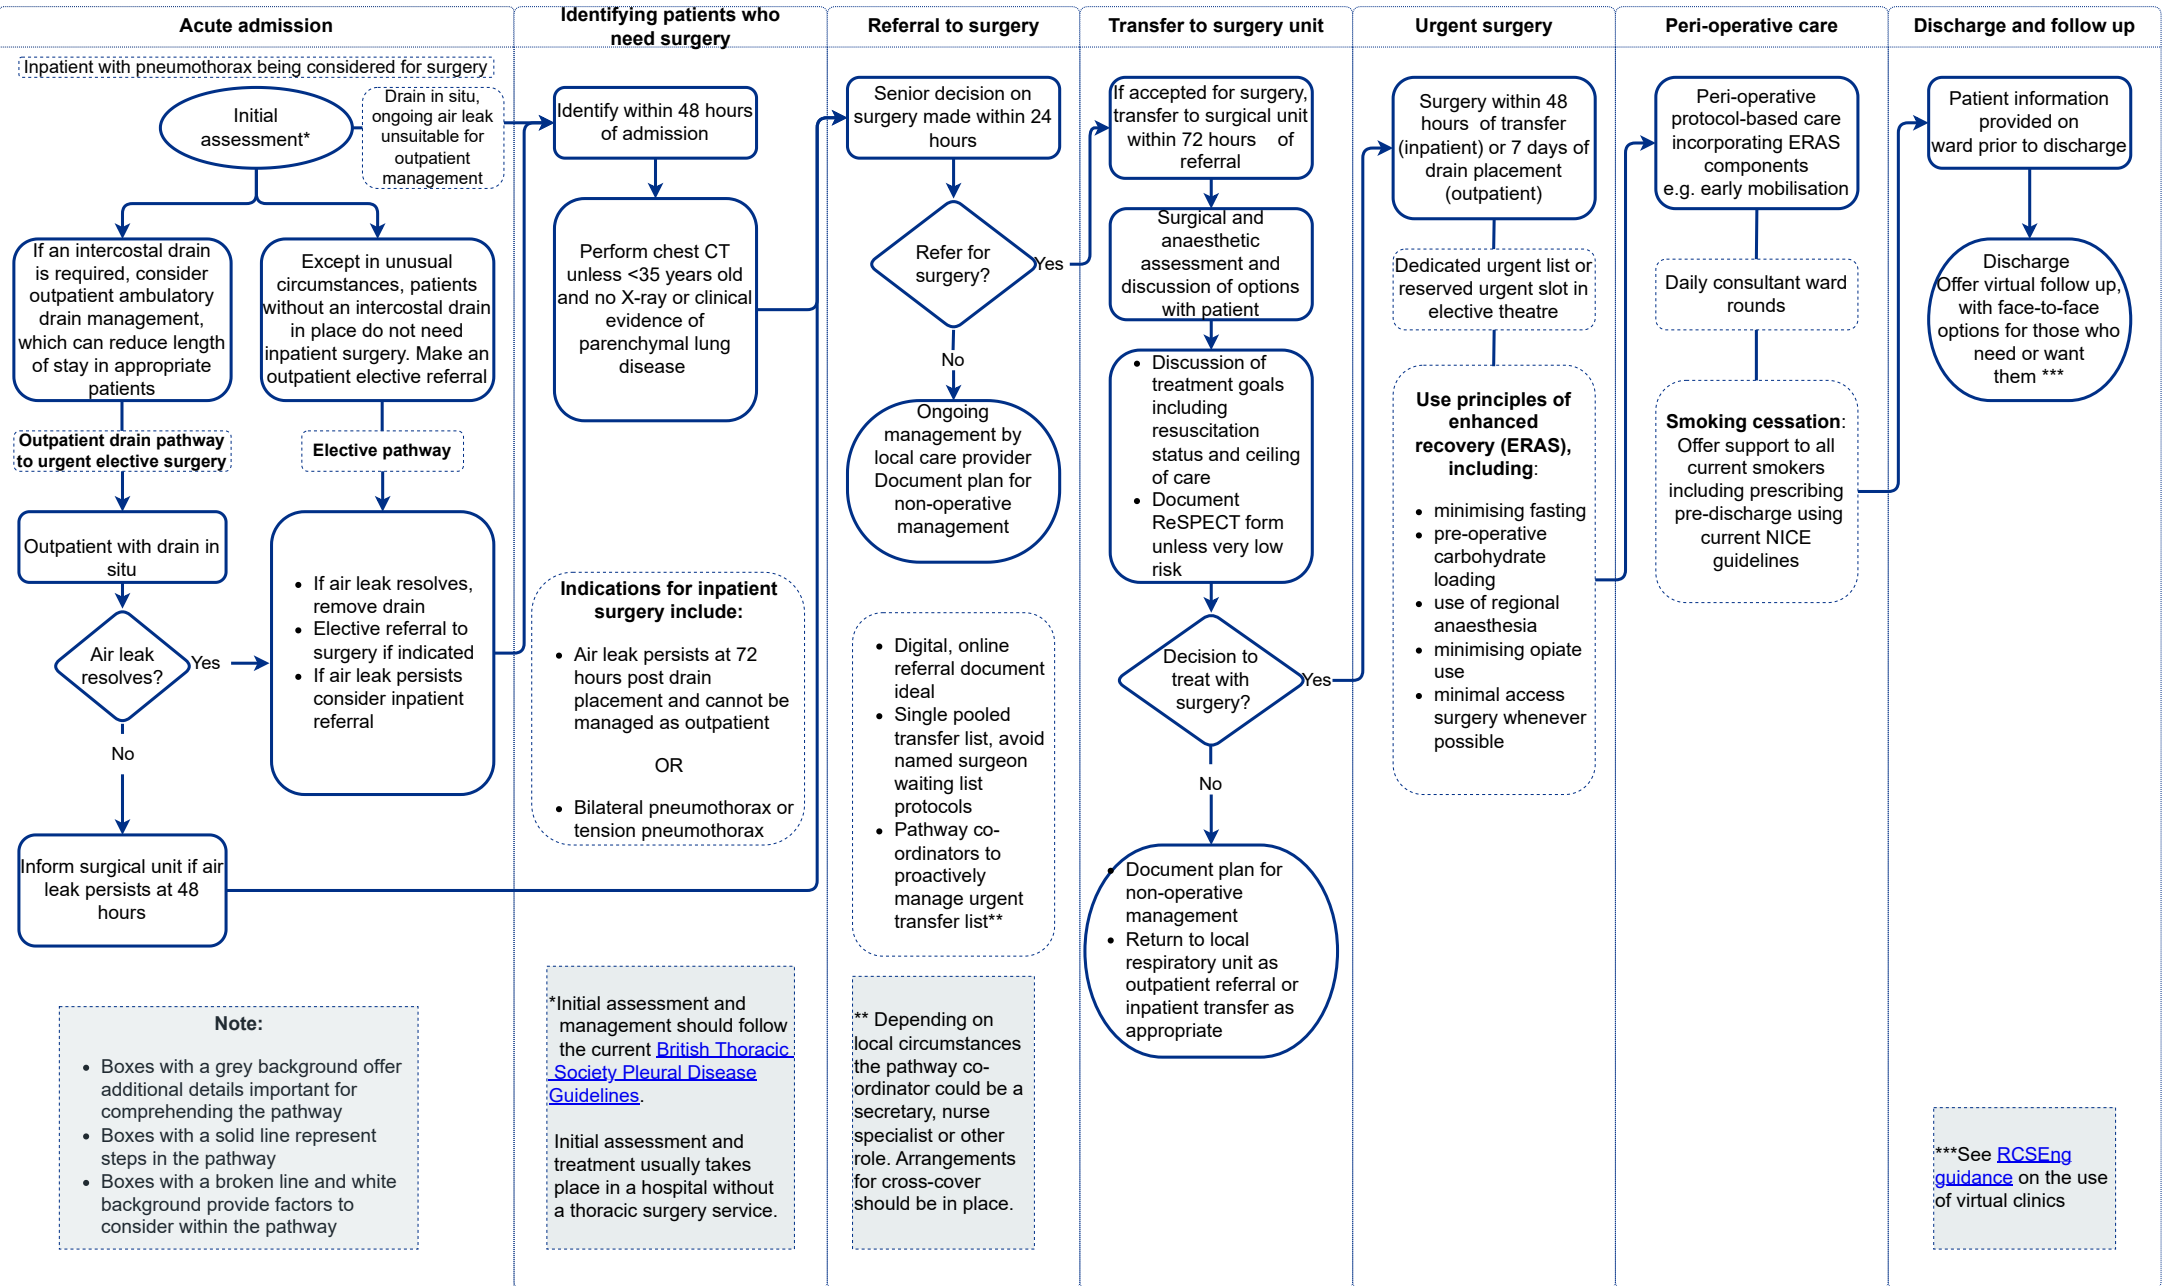 Acute admission
Identifying patients who
need surgery
Referral to surgery
Transfer to surgery unit
Urgent surgery
Peri-operative care
Discharge and follow up
Inpatient with pneumothorax being considered for surgery
Initial
assessment*
Drain in situ,
ongoing air leak
unsuitable for
outpatient
management
If an intercostal drain
is required, consider
outpatient ambulatory
drain management,
which can reduce length
of stay in appropriate
patients
Except in unusual
circumstances, patients
without an intercostal drain
in place do not need
inpatient surgery. Make an
outpatient elective referral
Outpatient drain pathway
to urgent elective surgery
Elective pathway
Outpatient with drain in
situ
Air leak
resolves?
Yes
No
• If air leak resolves,
remove drain
• Elective referral to
surgery if indicated
• If air leak persists
consider inpatient
referral
Inform surgical unit if air
leak persists at 48
hours
Note:
• Boxes with a grey background offer
additional details important for
comprehending the pathway
• Boxes with a solid line represent
steps in the pathway
• Boxes with a broken line and white
background provide factors to
consider within the pathway
Identify within 48 hours
of admission
Perform chest CT
unless <35 years old
and no X-ray or clinical
evidence of
parenchymal lung
disease
Indications for inpatient
surgery include:
• Air leak persists at 72
hours post drain
placement and cannot be
managed as outpatient
OR
• Bilateral pneumothorax or
tension pneumothorax
*Initial assessment and
management should follow
the current British Thoracic
Society Pleural Disease
Guidelines.
Initial assessment and
treatment usually takes
place in a hospital without
a thoracic surgery service.
Senior decision on
surgery made within 24
hours
Refer for
surgery?
Yes
No
Ongoing
management by
local care provider
Document plan for
non-operative
management
• Digital, online
referral document
ideal
• Single pooled
transfer list, avoid
named surgeon
waiting list
protocols
• Pathway co-
ordinators to
proactively
manage urgent
transfer list**
** Depending on
local circumstances
the pathway co-
ordinator could be a
secretary, nurse
specialist or other
role. Arrangements
for cross-cover
should be in place.
If accepted for surgery,
transfer to surgical unit
within 72 hours of
referral
Surgical and
anaesthetic
assessment and
discussion of options
with patient
• Discussion of
treatment goals
including
resuscitation
status and ceiling
of care
• Document
ReSPECT form
unless very low
risk
Decision to
treat with
surgery?
Yes
No
• Document plan for
non-operative
management
• Return to local
respiratory unit as
outpatient referral or
inpatient transfer as
appropriate
Surgery within 48
hours of transfer
(inpatient) or 7 days of
drain placement
(outpatient)
Dedicated urgent list or
reserved urgent slot in
elective theatre
Use principles of
enhanced
recovery (ERAS),
including:
• minimising fasting
• pre-operative
carbohydrate
loading
• use of regional
anaesthesia
• minimising opiate
use
• minimal access
surgery whenever
possible
Peri-operative
protocol-based care
incorporating ERAS
components
e.g. early mobilisation
Daily consultant ward
rounds
Smoking cessation:
Offer support to all
current smokers
including prescribing
pre-discharge using
current NICE
guidelines
Patient information
provided on
ward prior to discharge
Discharge
Offer virtual follow up,
with face-to-face
options for those who
need or want
them ***
***See RCSEng
guidance on the use
of virtual clinics